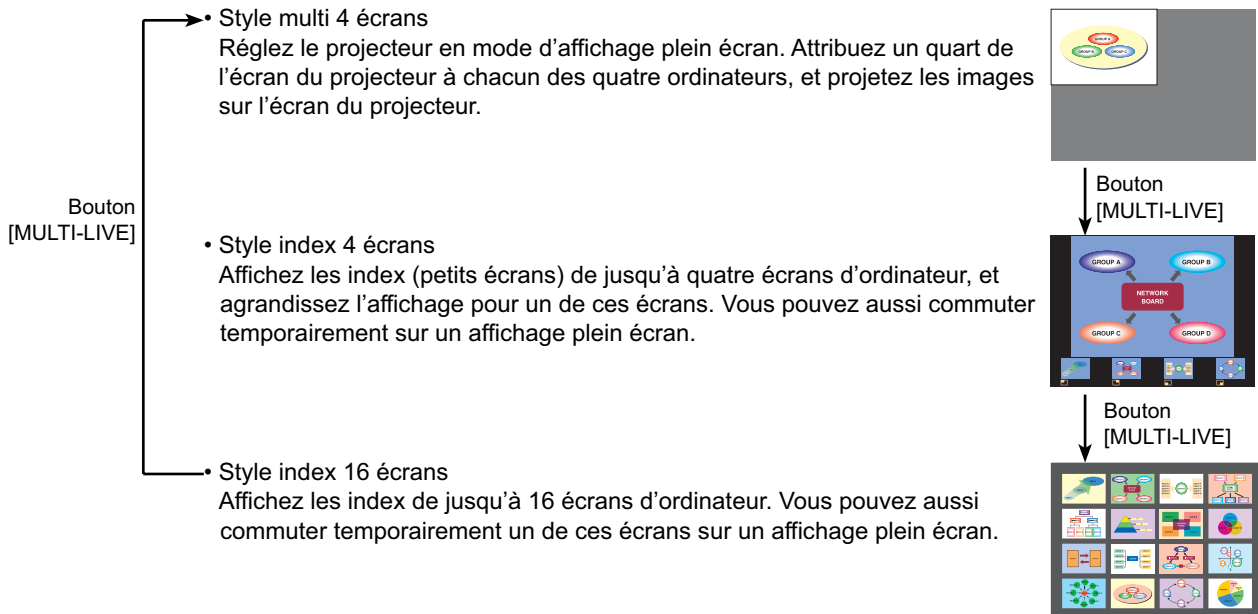 • Style multi 4 écrans
Réglez le projecteur en mode d’affichage plein écran. Attribuez un quart de
l’écran du projecteur à chacun des quatre ordinateurs, et projetez les images
sur l’écran du projecteur.
GROUP A
GROUP B
GROUP C
Bouton
[MULTI-LIVE]
Bouton
[MULTI-LIVE]
• Style index 4 écrans
Affichez les index (petits écrans) de jusqu’à quatre écrans d’ordinateur, et
agrandissez l’affichage pour un de ces écrans. Vous pouvez aussi commuter
temporairement sur un affichage plein écran.
GROUP A
GROUP B
NETWORK
BOARD
GROUP C
GROUP D
Bouton
[MULTI-LIVE]
• Style index 16 écrans
Affichez les index de jusqu’à 16 écrans d’ordinateur. Vous pouvez aussi
commuter temporairement un de ces écrans sur un affichage plein écran.